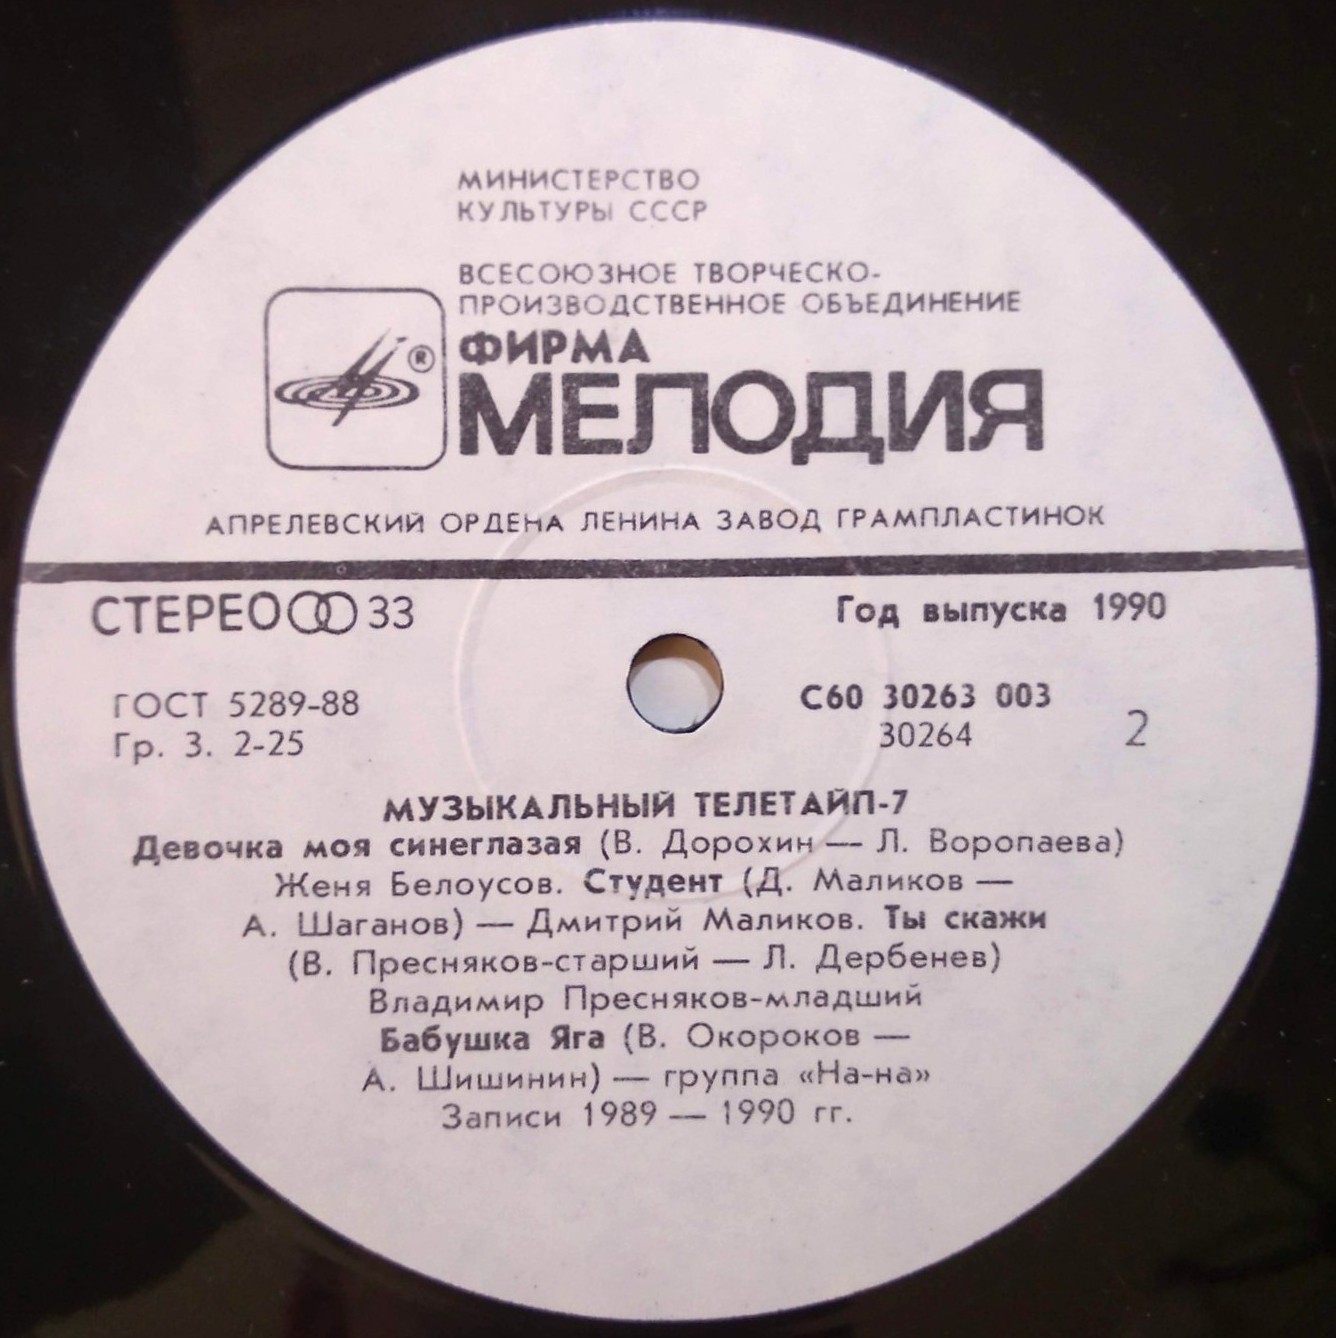 МИНИСТЕРСТВО
КУЛЬТУРЫ СССР
ВСЕСОЮЗНОЕ ТВОРЧЕСКО-
ПРОИЗВОДСТВЕННОЕ ОБЪЕДИНЕНИЕ
ФИРМА
®
МЕЛОДИЯ
АПРЕЛЕВСКИЙ ОРДЕНА ЛЕНИНА ЗАВОД ГРАМПЛАСТИНОК
СТЕРЕО 33
Год выпуска 1990
ГОСТ 5289-88
Гр. 3. 2-25
С60 30263 003
30264
2
МУЗЫКАЛЬНЫЙ ТЕЛЕТАЙП-7
Девочка моя синеглазая (В. Дорохин — Л. Воропаева)
Женя Белоусов. Студент (Д. Маликов —
А. Шаганов) — Дмитрий Маликов. Ты скажи
(В. Пресняков-старший — Л. Дербенев)
Владимир Пресняков-младший
Бабушка Яга (В. Окороков —
А. Шишинин) — группа «На-на»
Записи 1989 — 1990 гг.